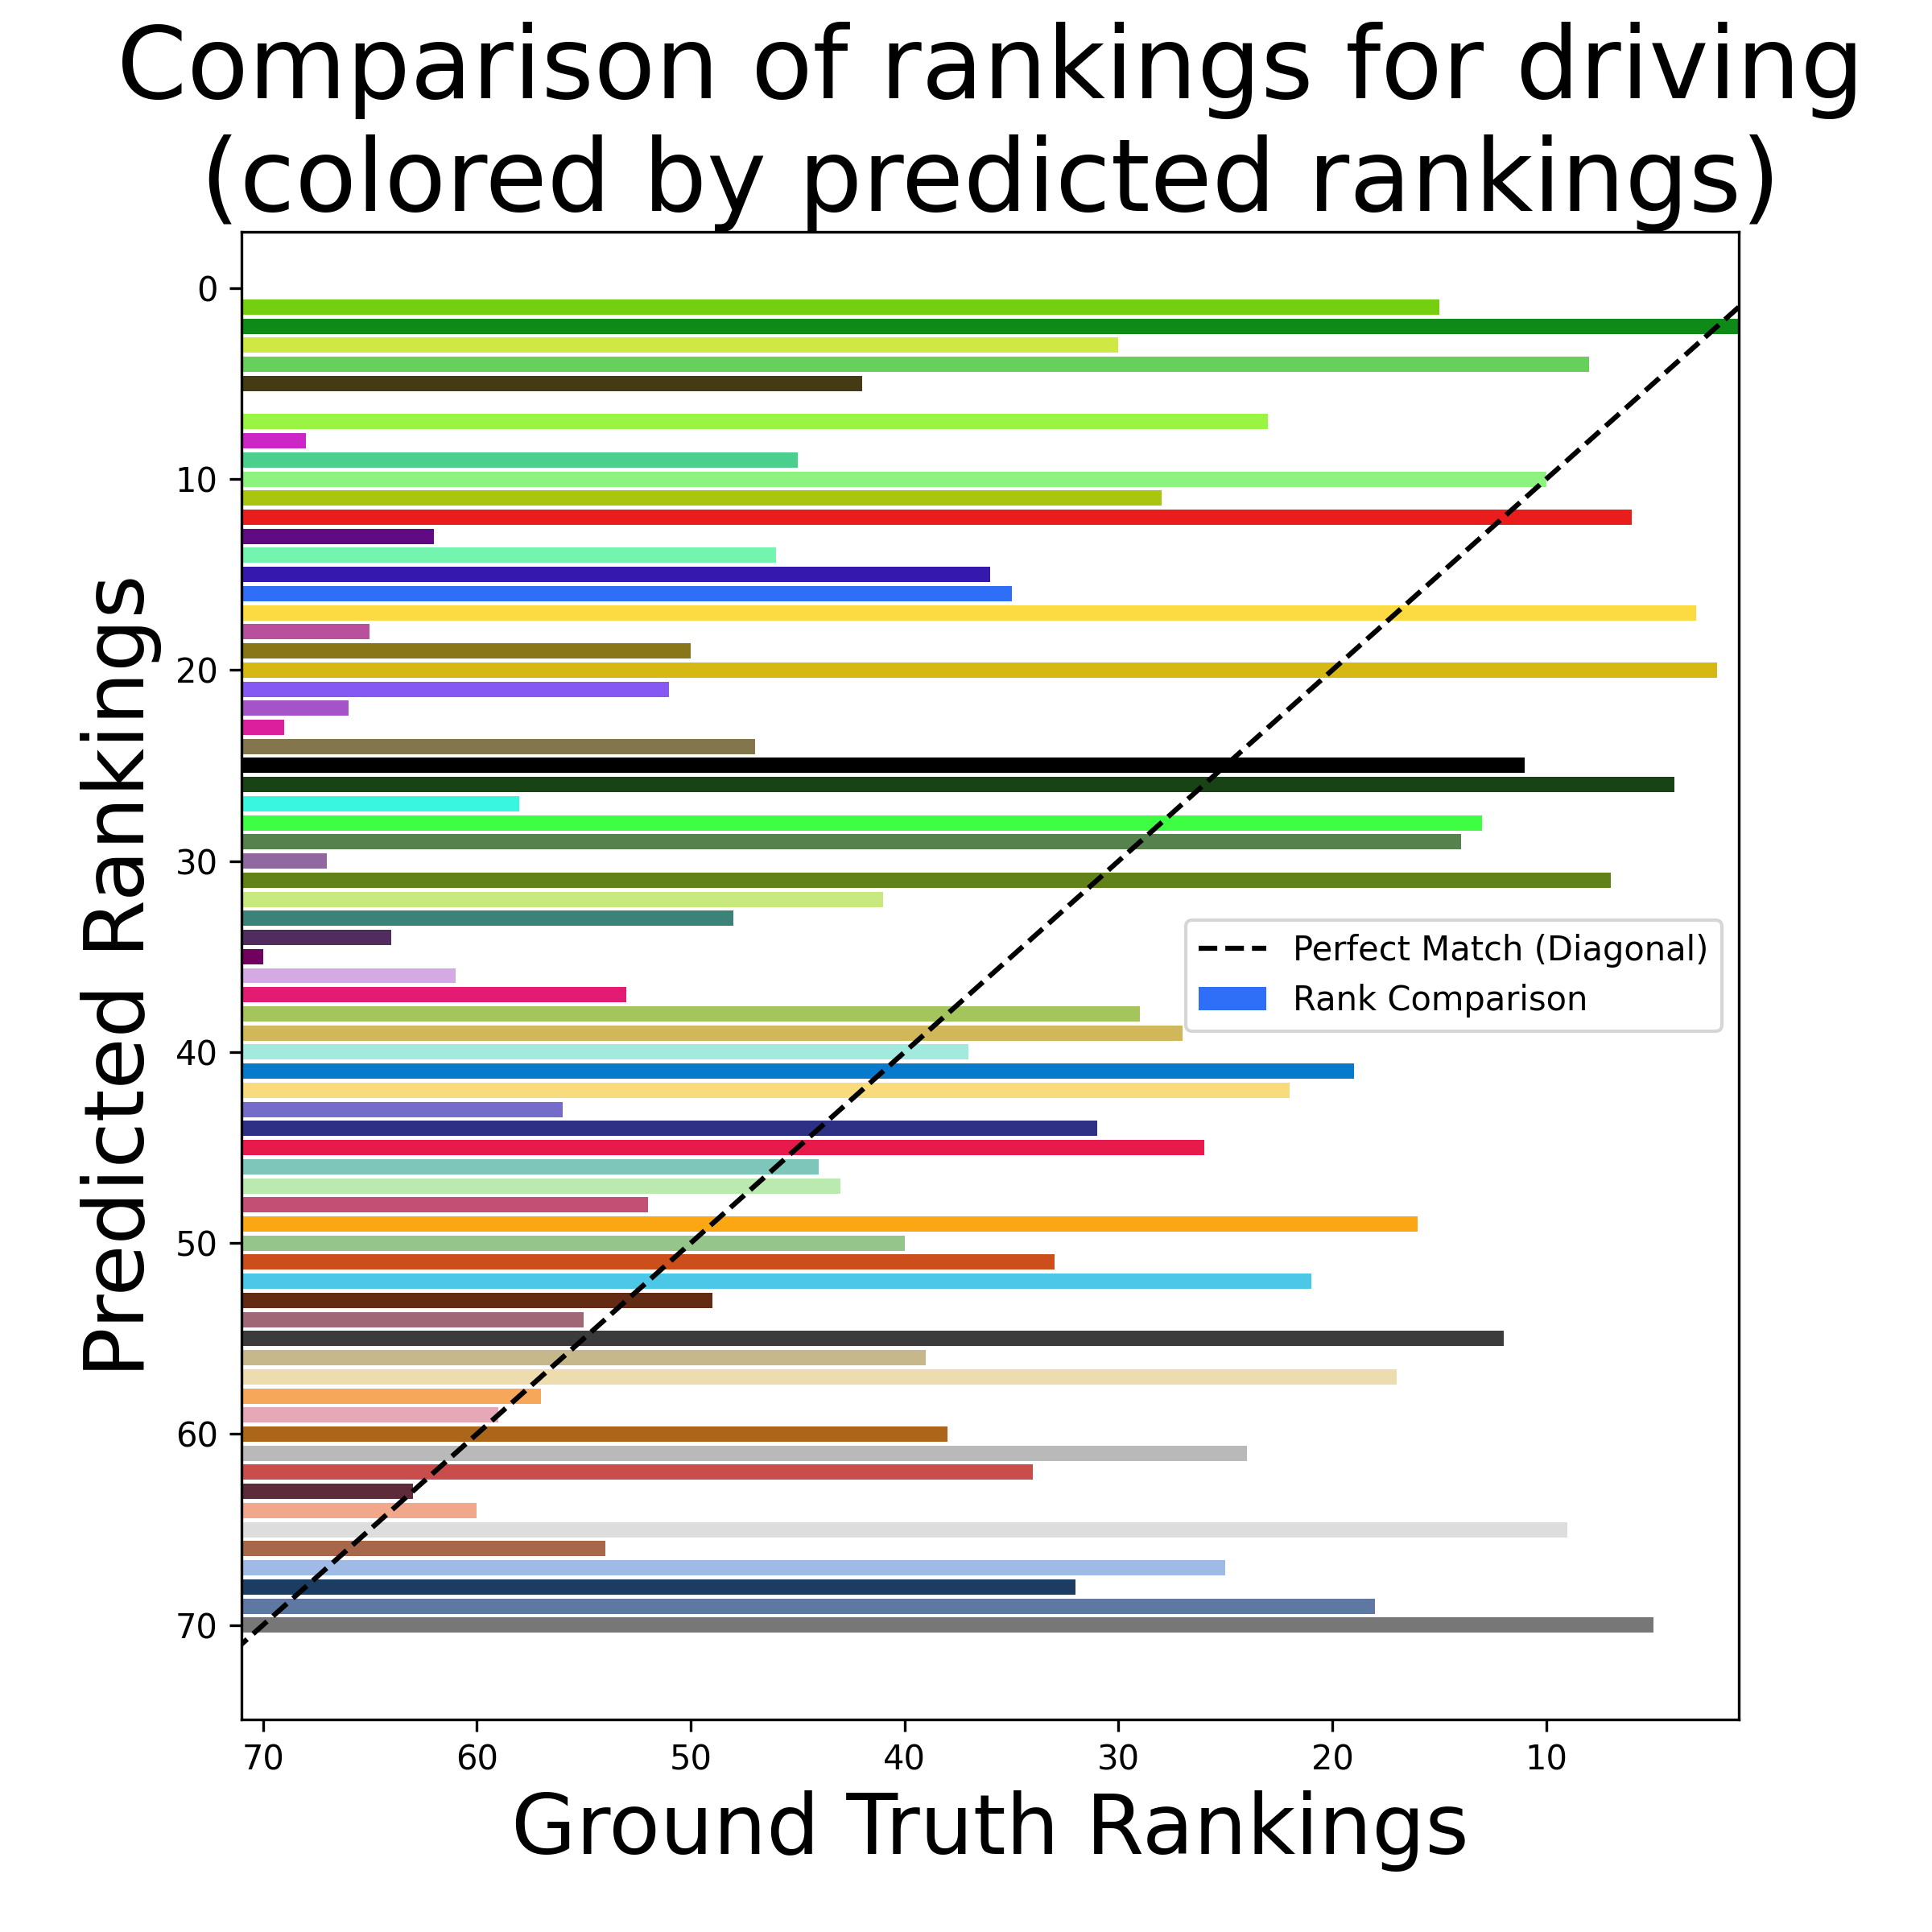 Comparison of rankings for driving
(colored by predicted rankings)
Predicted Rankings
0
10
20
30
40
50
60
70
Perfect Match (Diagonal)
Rank Comparison
70 60 50 40 30 20 10
Ground Truth Rankings